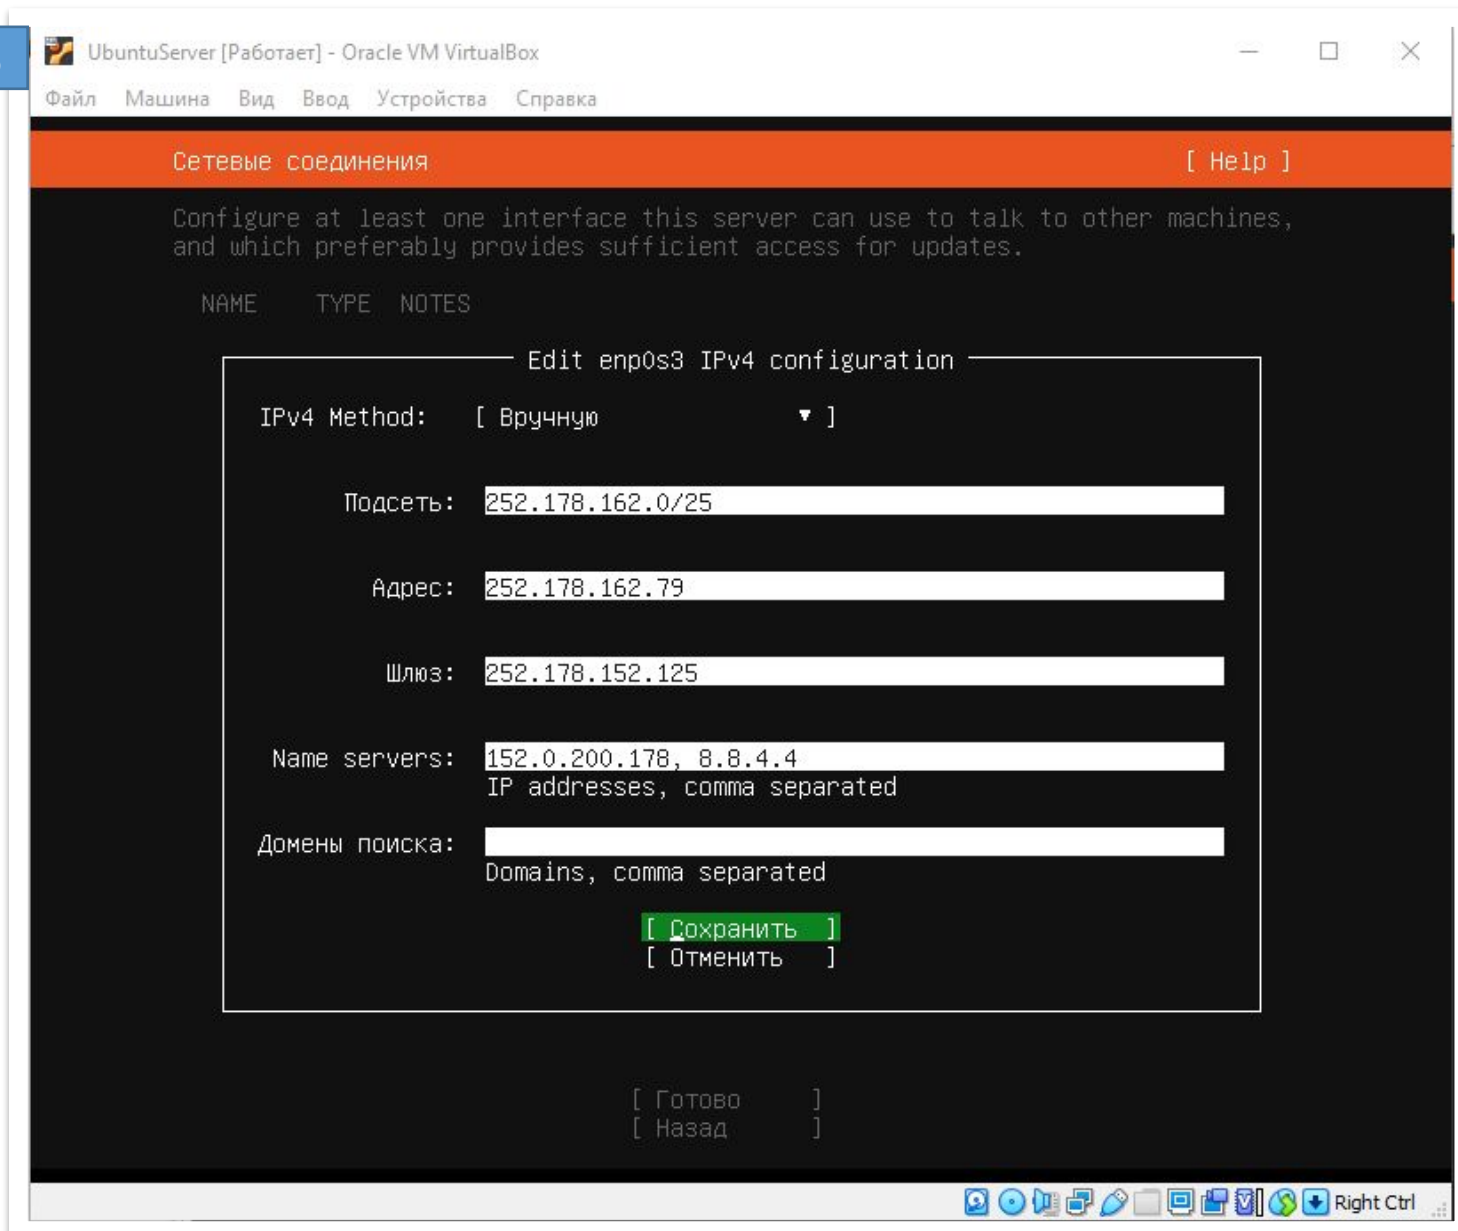 UbuntuServer [Работает] - Oracle VM VirtualBox
Файл Машина Вид Ввод Устройства Справка
Сетевые соединения [ Help ]
Configure at least one interface this server can use to talk to other machines,
and which preferably provides sufficient access for updates.
NAME TYPE NOTES
Edit enp0s3 IPv4 configuration
IPv4 Method: [ Вручную ▼ ]
Подсеть: 252.178.162.0/25
Адрес: 252.178.162.79
Шлюз: 252.178.152.125
Name servers: 152.0.200.178, 8.8.4.4
IP addresses, comma separated
Домены поиска:
Domains, comma separated
[ Сохранить ]
[ Отменить ]
[ Готово ]
[ Назад ]
Right Ctrl